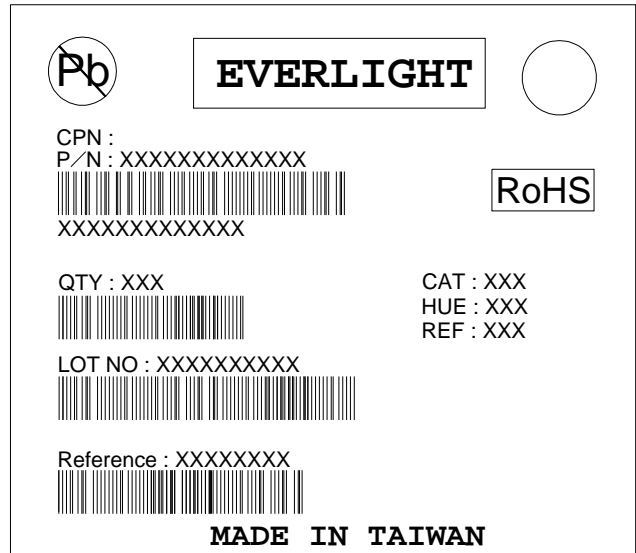 Pb
EVERLIGHT
CPN :
P/N : XXXXXXXXXXXXX
RoHS
XXXXXXXXXXXXX
QTY : XXX
CAT : XXX
HUE : XXX
REF : XXX
LOT NO : XXXXXXXXXX
Reference : XXXXXXXX
MADE IN TAIWAN